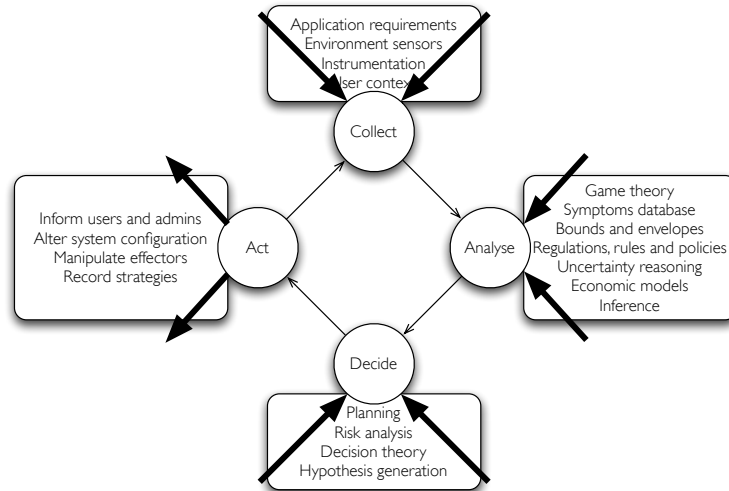 Application requirements
Environment sensors
Instrumentation
User context
Collect
Inform users and admins
Alter system configuration
Manipulate effectors
Record strategies
Act
Analyse
Game theory
Symptoms database
Bounds and envelopes
Regulations, rules and policies
Uncertainty reasoning
Economic models
Inference
Decide
Planning
Risk analysis
Decision theory
Hypothesis generation